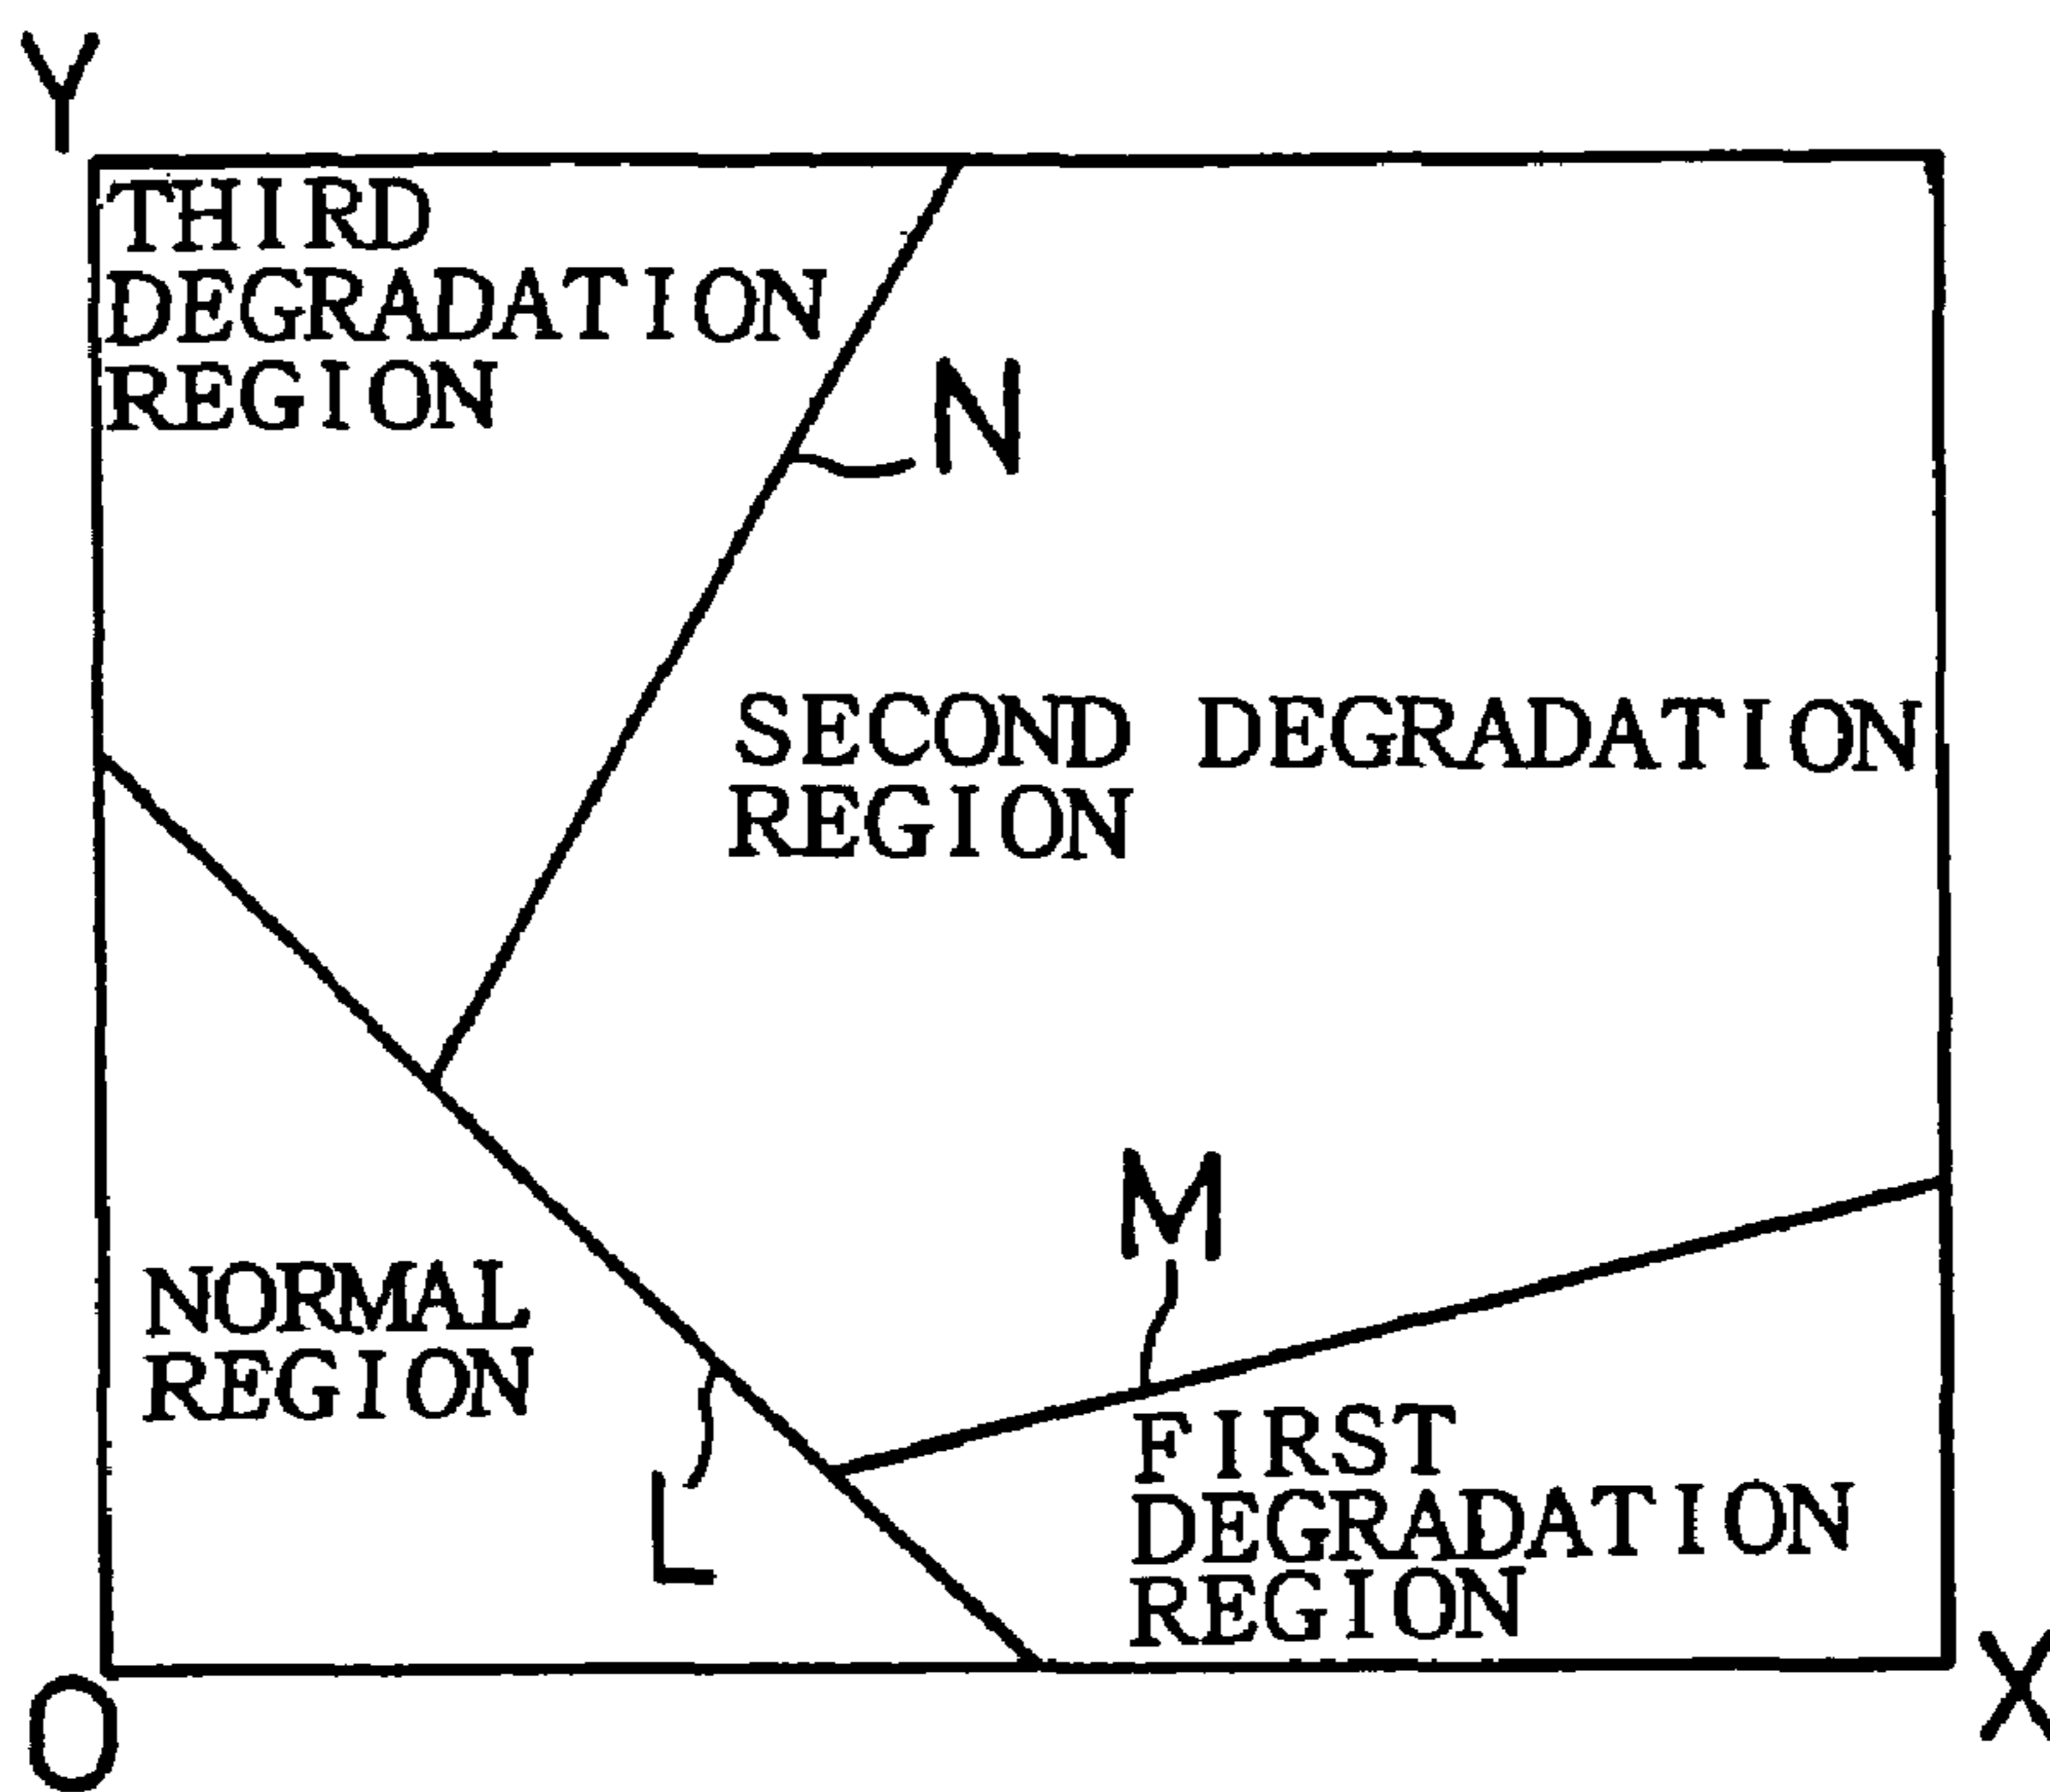 Y
THIRD
DEGRADATION
REGION
N
SECOND DEGRADATION
REGION
M
NORMAL
REGION
L
FIRST
DEGRADATION
REGION
O
X